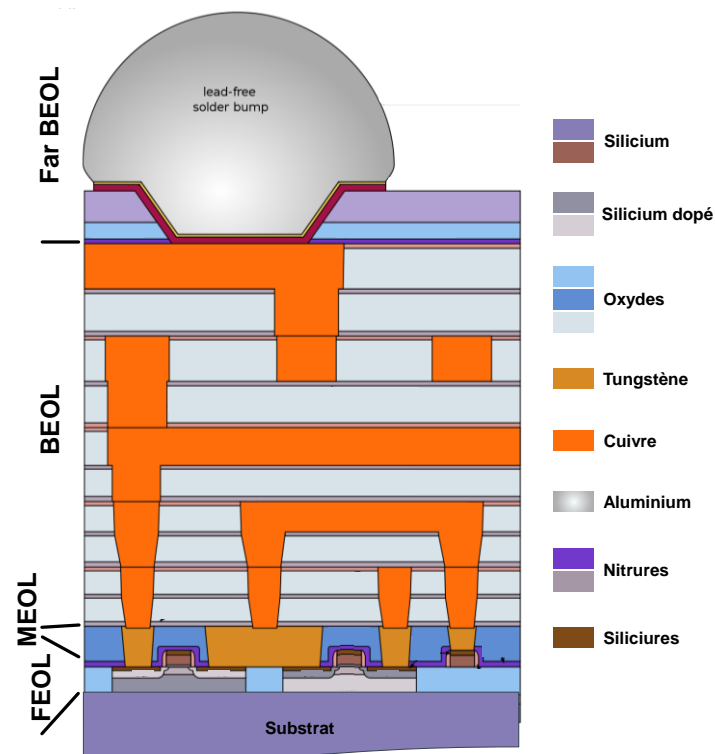 lead-free
solder bump
Far BEOL
BEOL
MEOL
FEOL
Substrat
Silicium
Silicium dopé
Oxydes
Tungstène
Cuivre
Aluminium
Nitrures
Siliciures